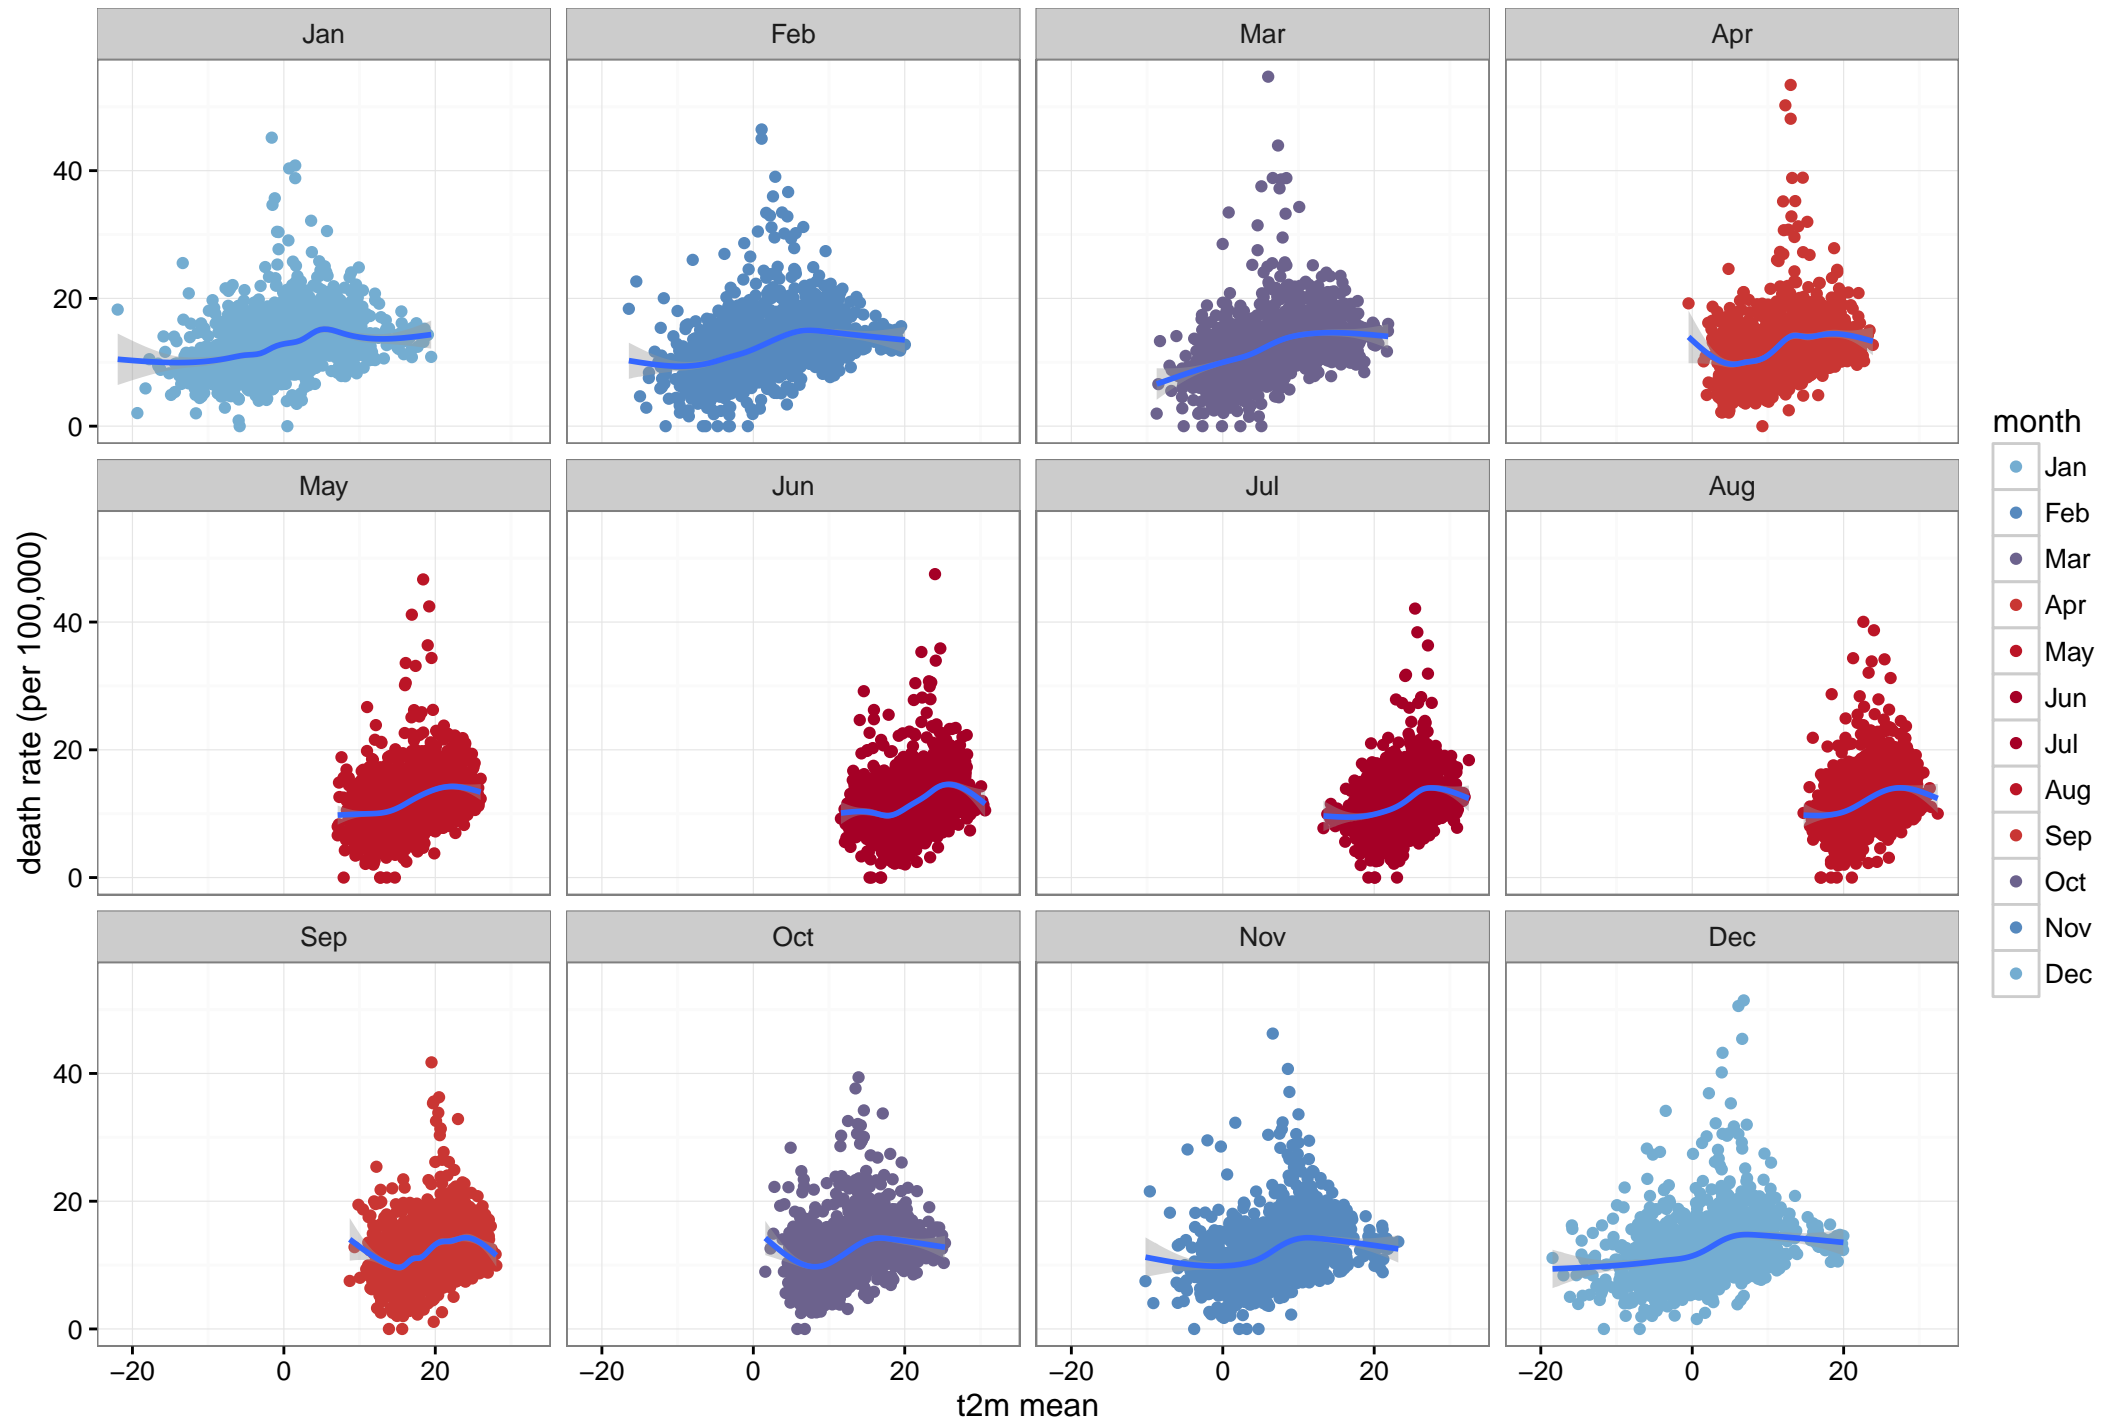 Jan Feb Mar Apr
40
20
0
May Jun Jul Aug
40
20
0
Sep Oct Nov Dec
40
20
0
−20 0 20 −20 0 20 −20 0 20 −20 0 20
t2m mean
death rate (per 100,000)
month
Jan
Feb
Mar
Apr
May
Jun
Jul
Aug
Sep
Oct
Nov
Dec